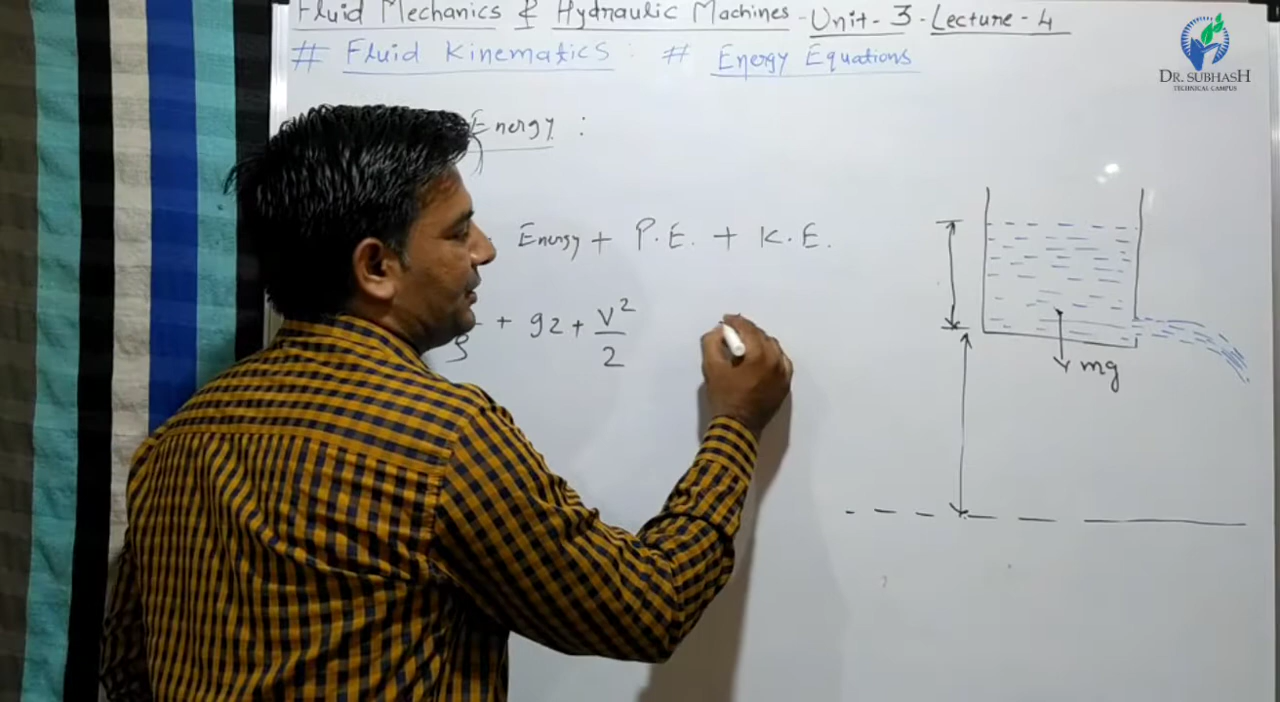 Fluid Mechanics & Hydraulic Machines - Unit - 3 - Lecture - 4
# Fluid Kinematics : # Energy Equations
DR. SUBHASH
TECHNICAL CAMPUS
Energy :
Energy + P.E. + K.E.
ρ + gz + V²/2
mg